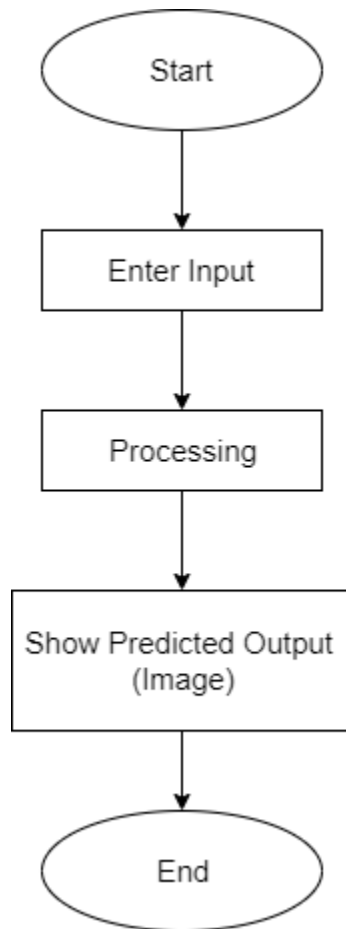 Start
Enter Input
Processing
Show Predicted Output
(Image)
End